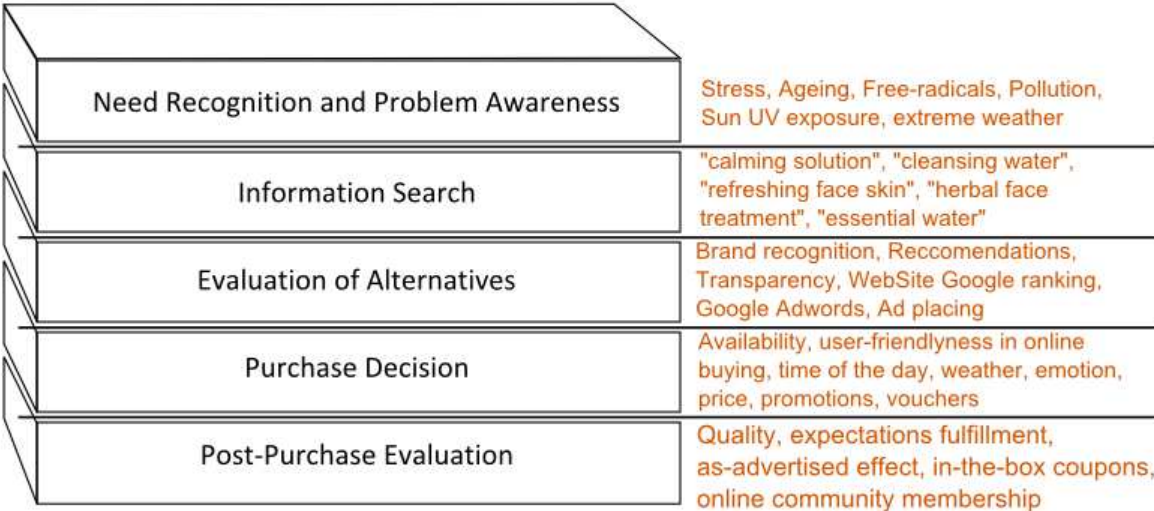 Need Recognition and Problem Awareness
Stress, Ageing, Free-radicals, Pollution,
Sun UV exposure, extreme weather
Information Search
"calming solution", "cleansing water",
"refreshing face skin", "herbal face
treatment", "essential water"
Evaluation of Alternatives
Brand recognition, Reccomendations,
Transparency, WebSite Google ranking,
Google Adwords, Ad placing
Purchase Decision
Availability, user-friendlyness in online
buying, time of the day, weather, emotion,
price, promotions, vouchers
Post-Purchase Evaluation
Quality, expectations fulfillment,
as-advertised effect, in-the-box coupons,
online community membership